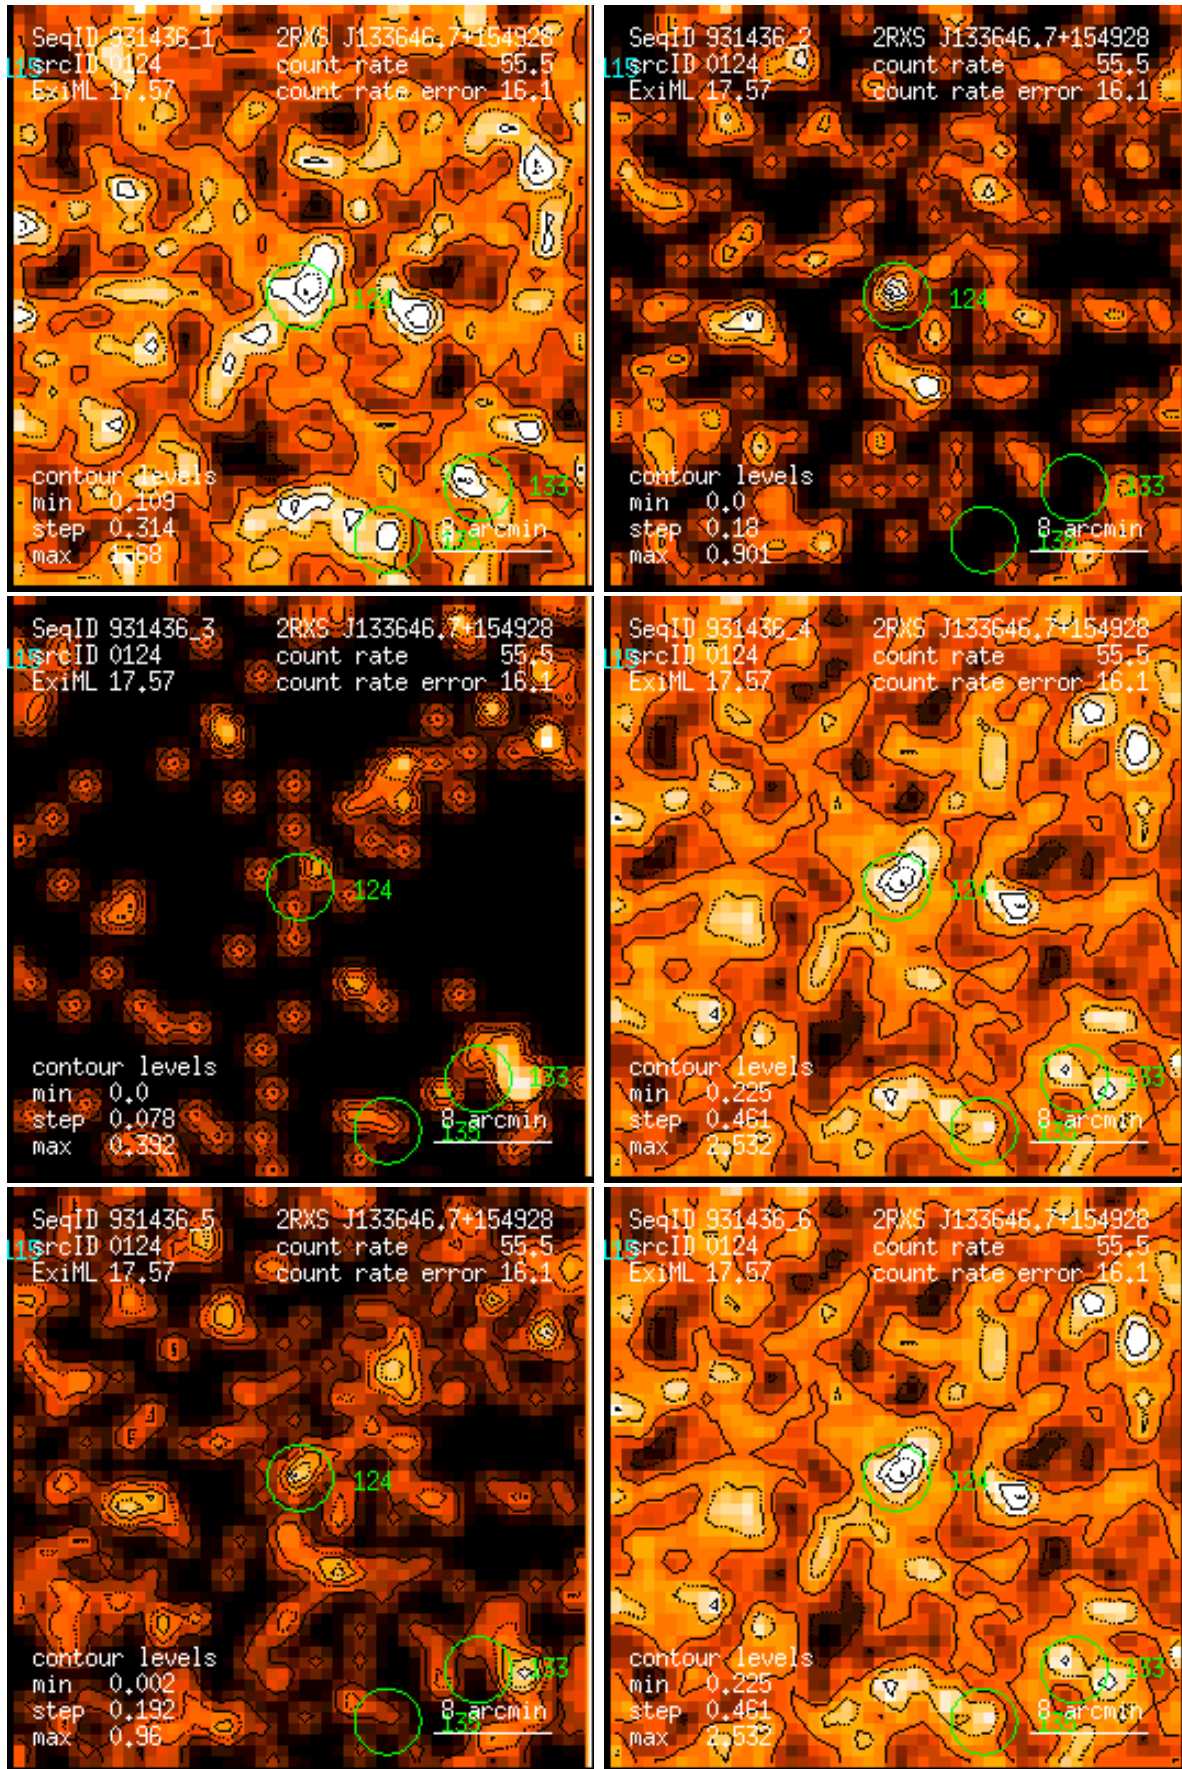 SeqID 931436_1 2RXS J133646.7+154928
115 srcID 0124 count rate 55.5
ExiML 17.57 count rate error 16.1
124
contour levels
min 0.109
133
step 0.314
8 arcmin
135
max 1.68
SeqID 931436_2 2RXS J133646.7+154928
115 srcID 0124 count rate 55.5
ExiML 17.57 count rate error 16.1
124
contour levels
min 0.0
133
step 0.18
8 arcmin
135
max 0.901
SeqID 931436_3 2RXS J133646.7+154928
115 srcID 0124 count rate 55.5
ExiML 17.57 count rate error 16.1
124
contour levels
min 0.0
133
step 0.078
8 arcmin
135
max 0.392
SeqID 931436_4 2RXS J133646.7+154928
115 srcID 0124 count rate 55.5
ExiML 17.57 count rate error 16.1
124
contour levels
min 0.225
133
step 0.461
8 arcmin
135
max 2.532
SeqID 931436_5 2RXS J133646.7+154928
115 srcID 0124 count rate 55.5
ExiML 17.57 count rate error 16.1
124
contour levels
min 0.002
133
step 0.192
8 arcmin
135
max 0.96
SeqID 931436_6 2RXS J133646.7+154928
115 srcID 0124 count rate 55.5
ExiML 17.57 count rate error 16.1
124
contour levels
min 0.225
133
step 0.461
8 arcmin
135
max 2.532